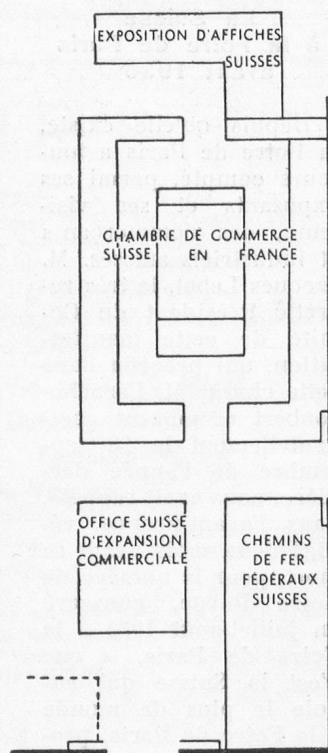 EXPOSITION D'AFFICHES
SUISSES
CHAMBRE DE COMMERCE
SUISSE EN FRANCE
OFFICE SUISSE
D'EXPANSION
COMMERCIALE
CHEMINS
DE FER
FÉDÉRAUX
SUISSES